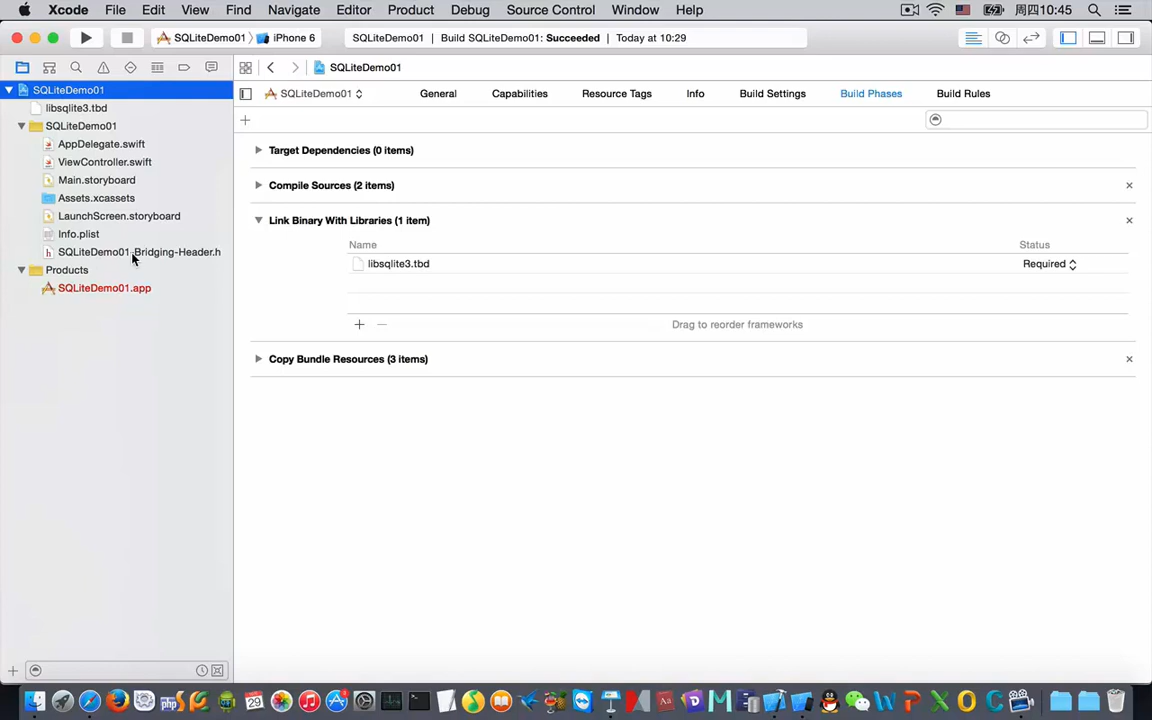 Xcode File Edit View Find Navigate Editor Product Debug Source Control Window Help 周四10:45
SQLiteDemo01 iPhone 6 SQLiteDemo01 | Build SQLiteDemo01: Succeeded | Today at 10:29
SQLiteDemo01
SQLiteDemo01
libsqlite3.tbd
SQLiteDemo01
AppDelegate.swift
ViewController.swift
Main.storyboard
Assets.xcassets
LaunchScreen.storyboard
Info.plist
SQLiteDemo01-Bridging-Header.h
Products
SQLiteDemo01.app
SQLiteDemo01 General Capabilities Resource Tags Info Build Settings Build Phases Build Rules
Target Dependencies (0 items)
Compile Sources (2 items)
Link Binary With Libraries (1 item)
Name Status
libsqlite3.tbd Required
Drag to reorder frameworks
Copy Bundle Resources (3 items)